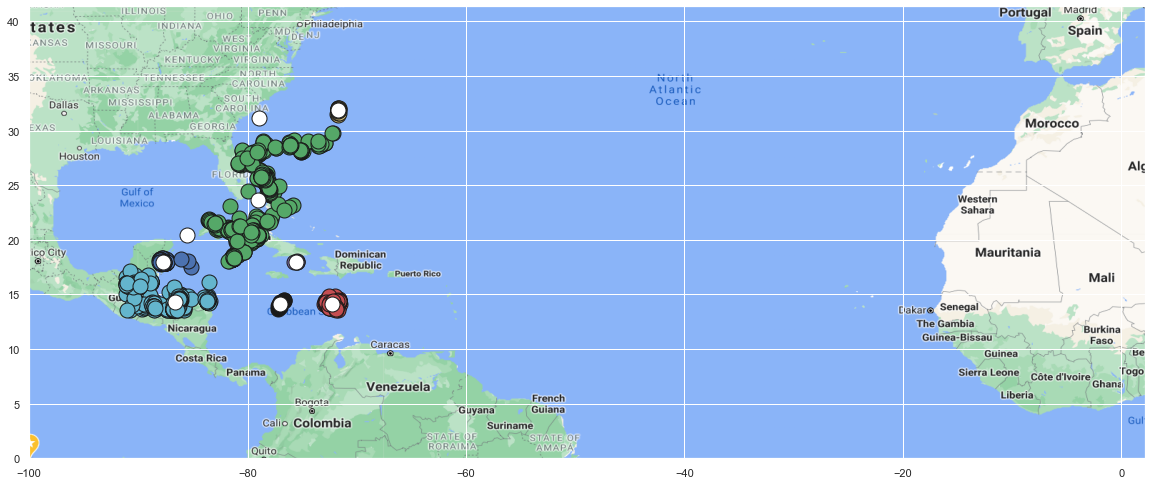 ILLINOIS
OHIO
PENN
Philadelphia
Madrid
Portugal
Spain
tates
INDIANA
MD
DE
NJ
ANSAS
MISSOURI
WEST
VIRGINIA
KENTUCKY
VIRGINIA
OKLAHOMA
TENNESSEE
NORTH
CAROLINA
ARKANSAS
MISSISSIPPI
SOUTH
CAROLINA
Dallas
ALABAMA
GEORGIA
EXAS
LOUISIANA
Houston
North
Atlantic
Ocean
Morocco
Alg
FLORI
Gulf of
Mexico
Western
Sahara
ico City
Dominican
Republic
Puerto Rico
Mauritania
Mali
Gu
Caribbean S
Nicaragua
Dakar
Senegal
The Gambia
Guinea-Bissau
Burkina
Faso
Costa Rica
Panama
Caracas
Guinea
Be
Venezuela
Sierra Leone
Côte d'Ivoire
Togo
Ghana
Liberia
Bogota
Guyana
French
Guiana
Cali
Colombia
Suriname
Gulf
STATE OF
RORAIMA
STATE OF
AMAPA
Quito
40
35
30
25
20
15
10
5
0
−100
−80
−60
−40
−20
0